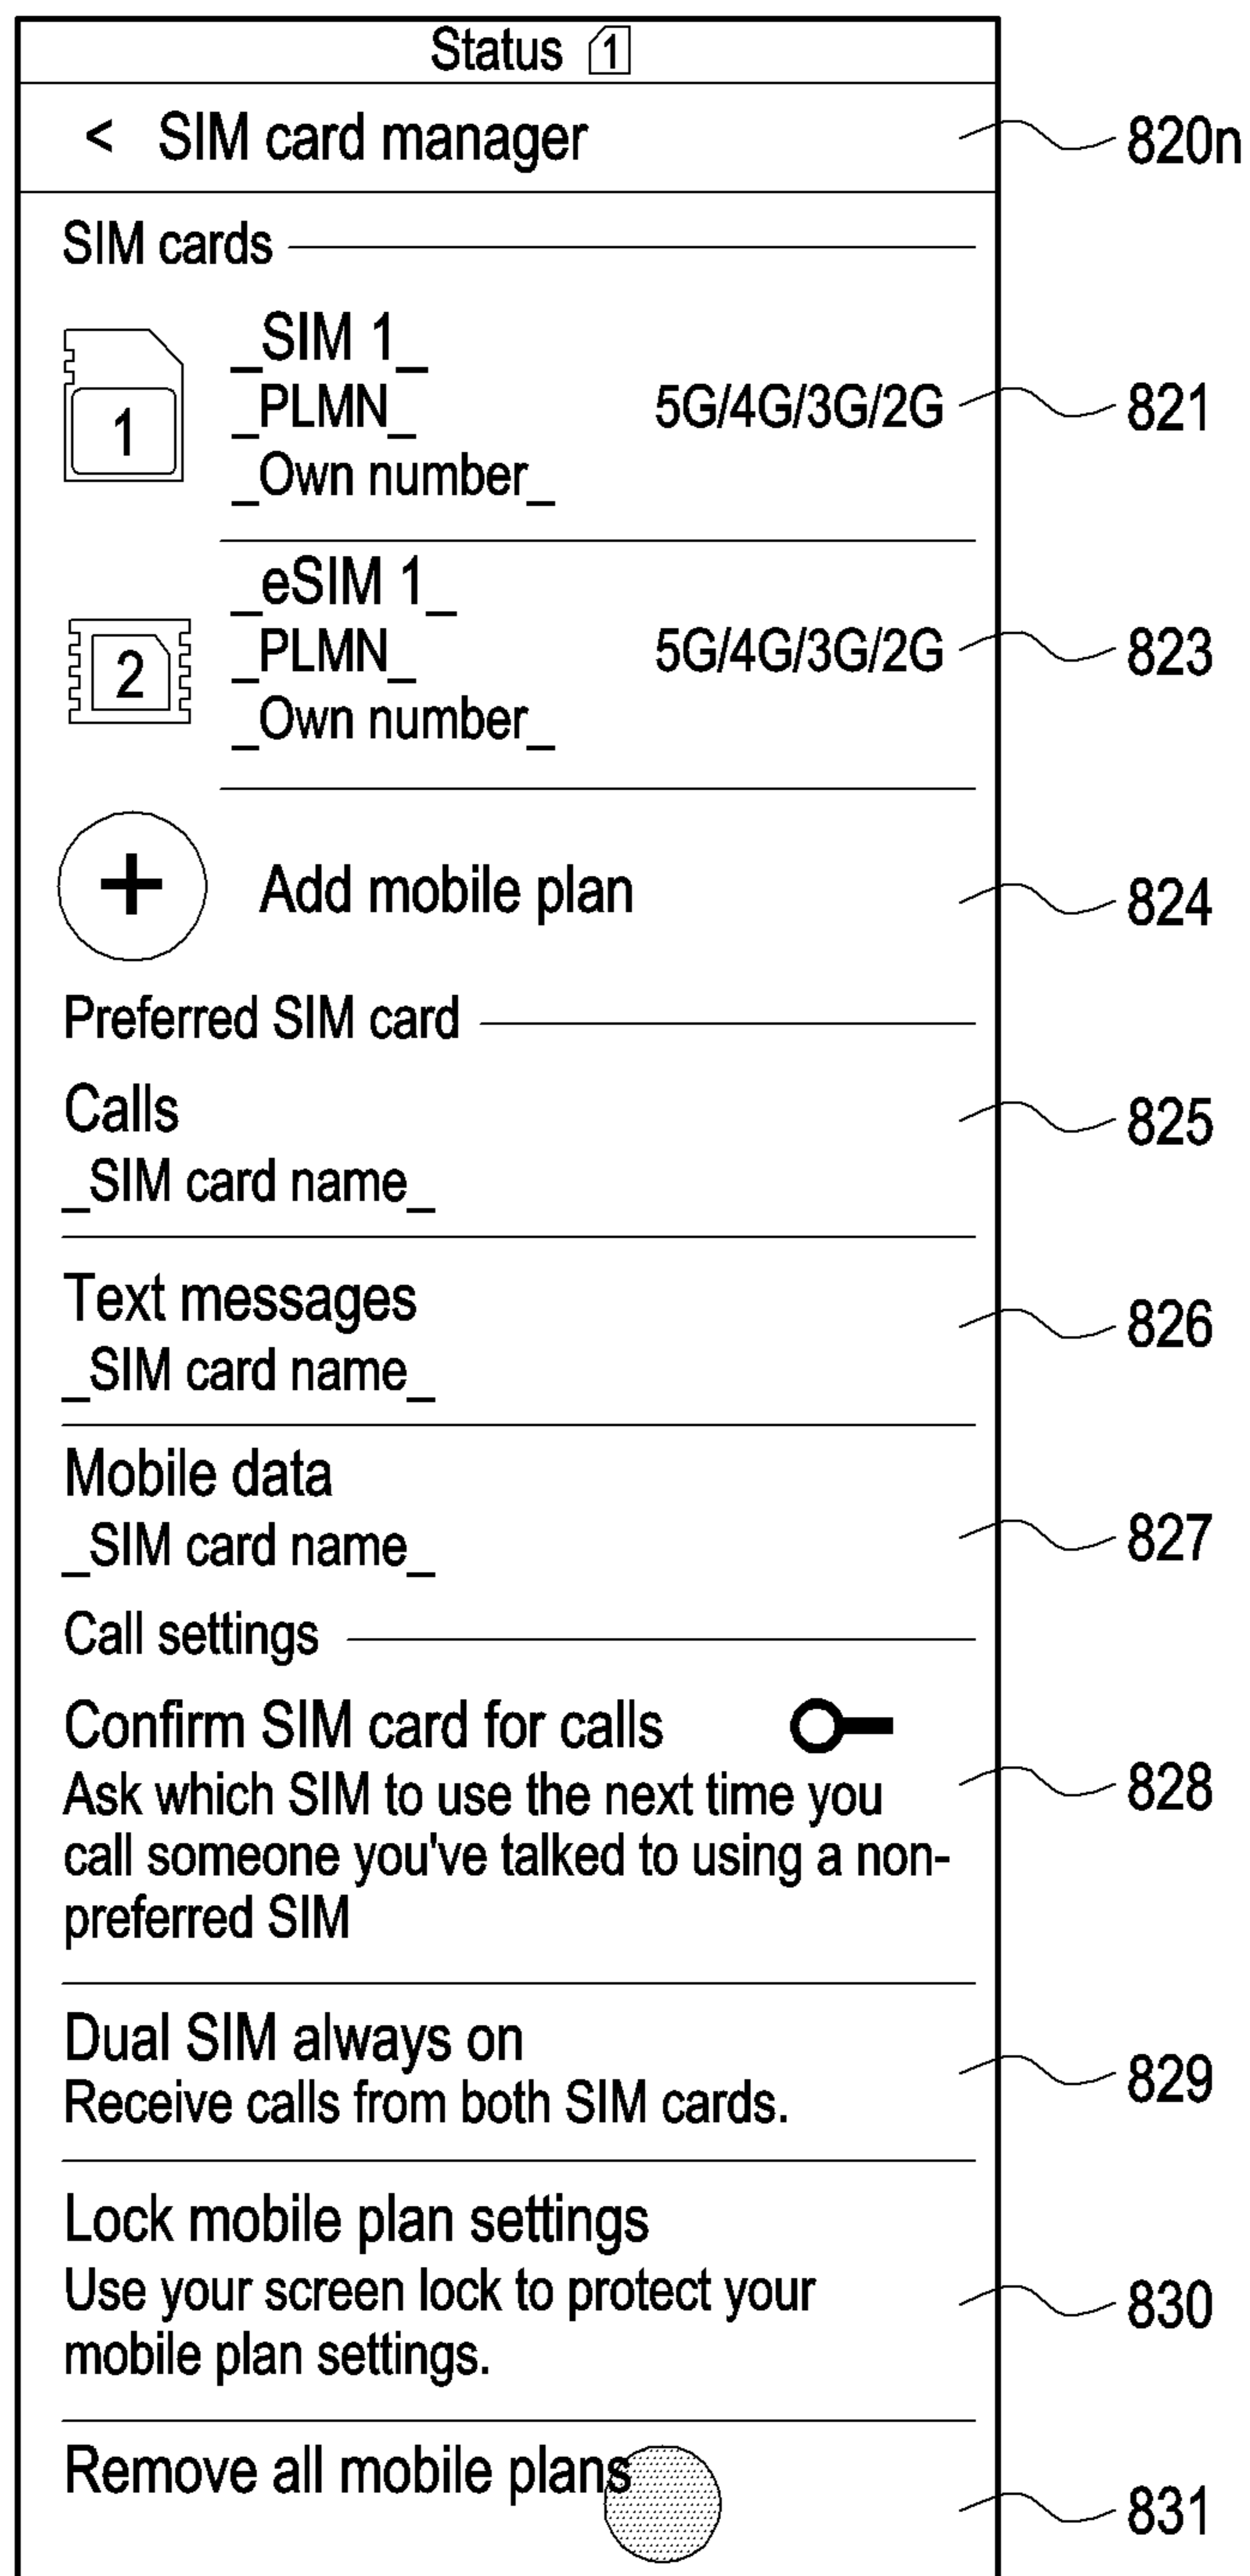 Status 1
< SIM card manager 820n
SIM cards
_SIM 1_
1 _PLMN_ 5G/4G/3G/2G 821
_Own number_
_eSIM 1_
2 _PLMN_ 5G/4G/3G/2G 823
_Own number_
+ Add mobile plan 824
Preferred SIM card
Calls 825
_SIM card name_
Text messages 826
_SIM card name_
Mobile data
_SIM card name_ 827
Call settings
Confirm SIM card for calls
Ask which SIM to use the next time you 828
call someone you've talked to using a non-
preferred SIM
Dual SIM always on
Receive calls from both SIM cards. 829
Lock mobile plan settings
Use your screen lock to protect your 830
mobile plan settings.
Remove all mobile plans 831